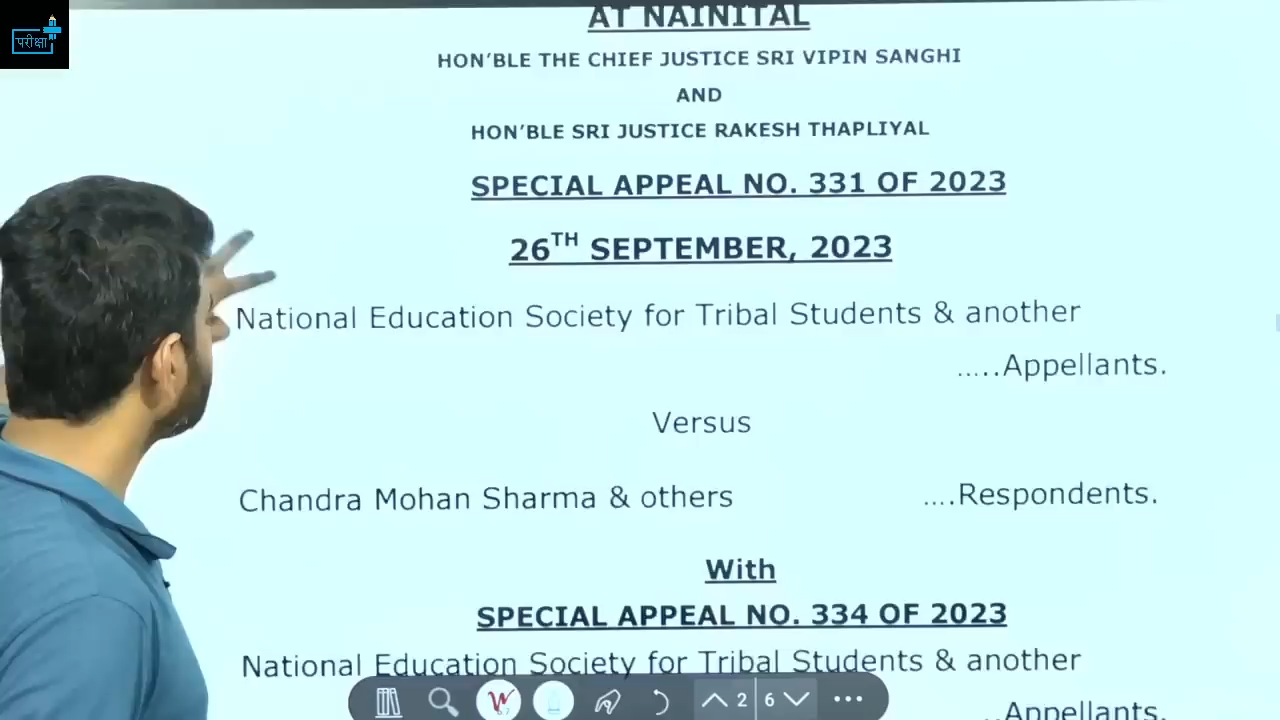 परीक्षा
AT NAINITAL
HON'BLE THE CHIEF JUSTICE SRI VIPIN SANGHI
AND
HON'BLE SRI JUSTICE RAKESH THAPLIYAL
SPECIAL APPEAL NO. 331 OF 2023
26TH SEPTEMBER, 2023
National Education Society for Tribal Students & another
…..Appellants.
Versus
Chandra Mohan Sharma & others ….Respondents.
With
SPECIAL APPEAL NO. 334 OF 2023
National Education Society for Tribal Students & another
2 6
..Appellants.